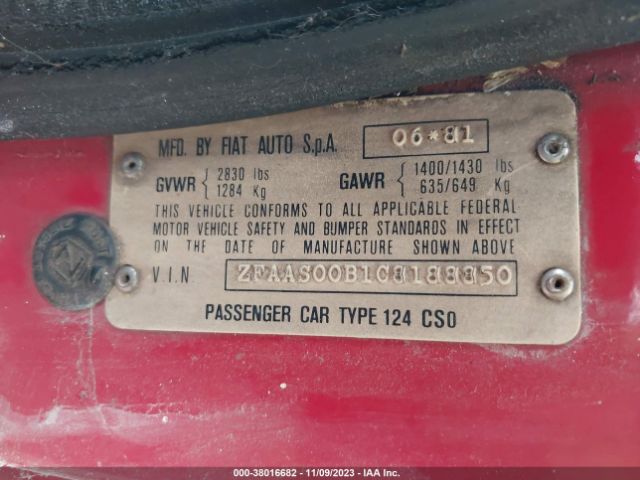 MFD. BY FIAT AUTO S.p.A. 06*81
GVWR { 2830 lbs
1284 Kg
GAWR { 1400/1430 lbs
635/649 Kg
THIS VEHICLE CONFORMS TO ALL APPLICABLE FEDERAL
MOTOR VEHICLE SAFETY AND BUMPER STANDARDS IN EFFECT
ON THE DATE OF MANUFACTURE SHOWN ABOVE
V.I.N ZFAAS00B1C8188850
PASSENGER CAR TYPE 124 CS0
000-38016682 - 11/09/2023 - IAA Inc.